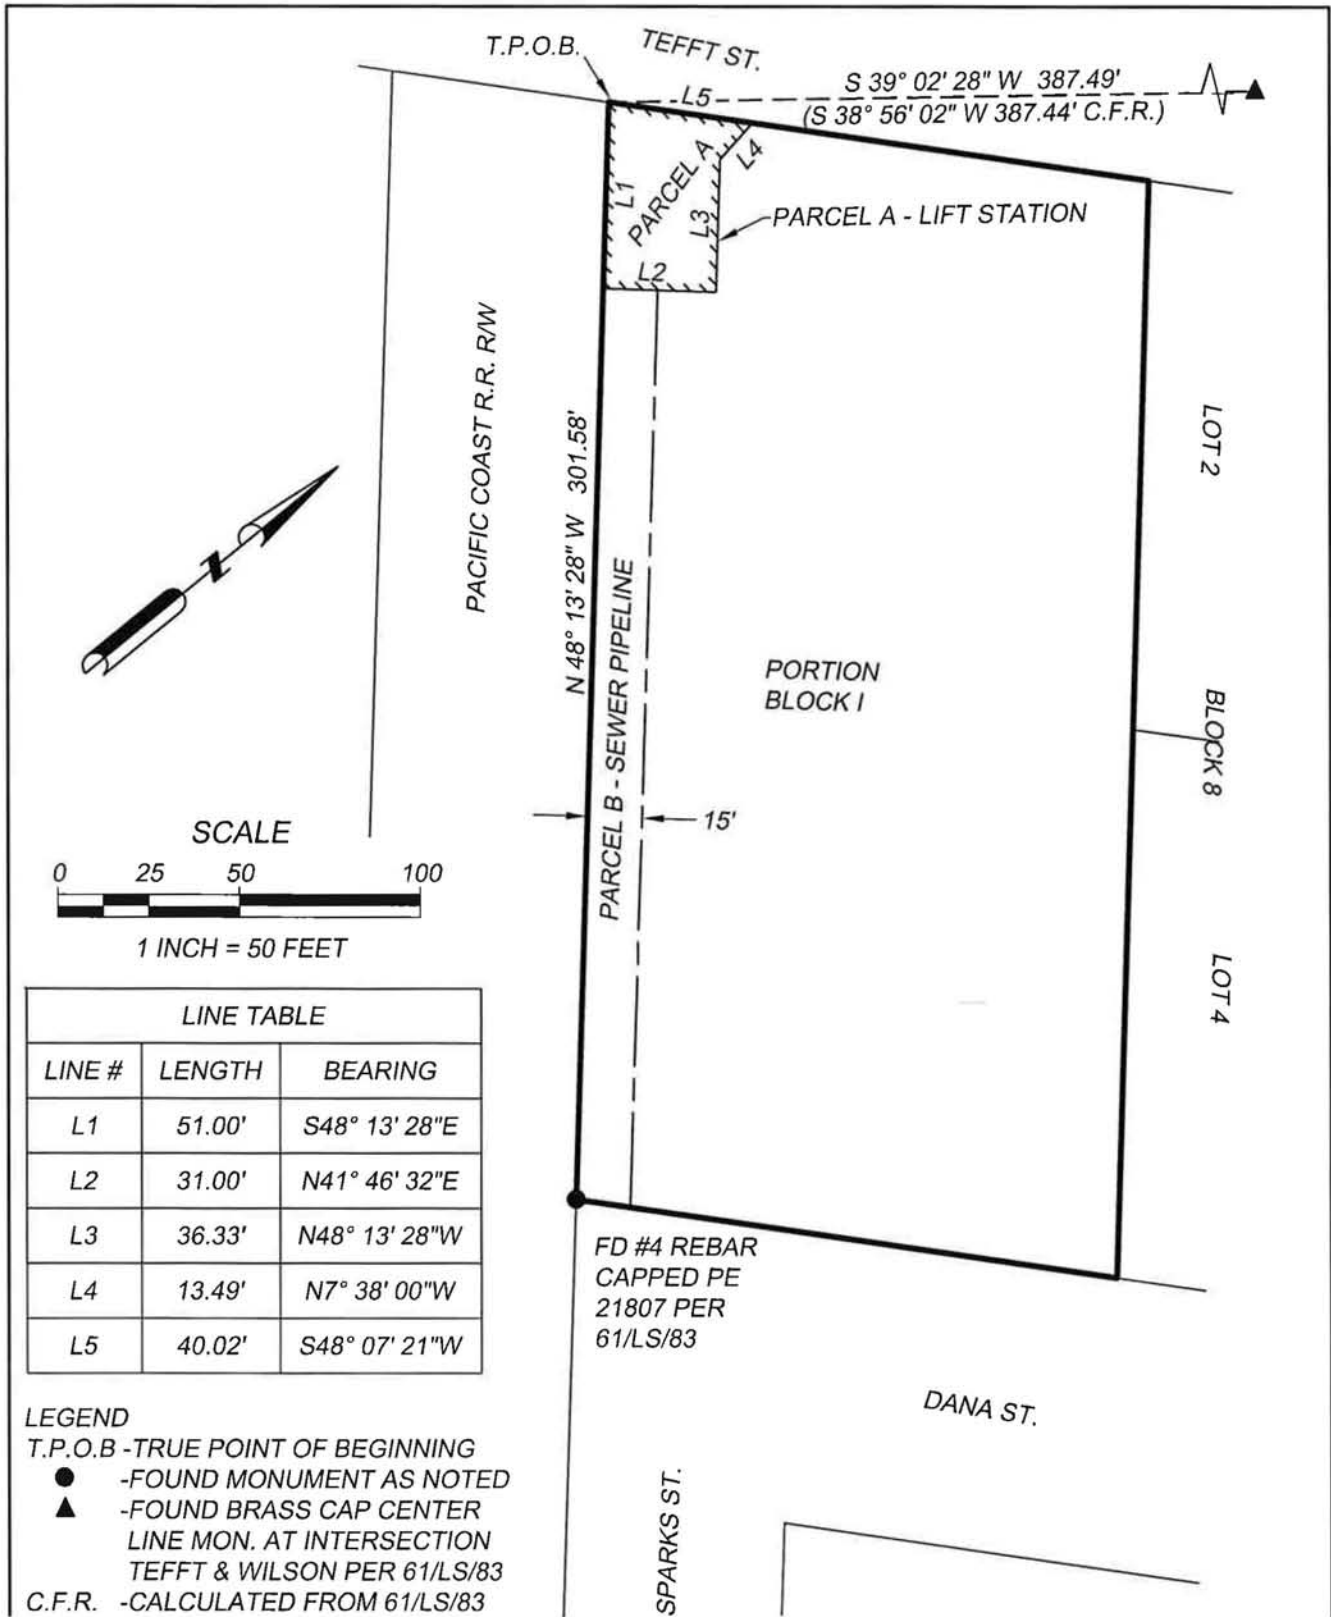 T.P.O.B.
TEFFT ST.
S 39° 02' 28" W 387.49'
(S 38° 56' 02" W 387.44' C.F.R.)
L5
L4
L1
PARCEL A
L3
L2
PARCEL A - LIFT STATION
PACIFIC COAST R.R. R/W
N 48° 13' 28" W 301.58'
PARCEL B - SEWER PIPELINE
15'
PORTION
BLOCK I
LOT 2
BLOCK 8
LOT 4
N
SCALE
0 25 50 100
1 INCH = 50 FEET
LINE TABLE
LINE # LENGTH BEARING
L1 51.00' S48° 13' 28"E
L2 31.00' N41° 46' 32"E
L3 36.33' N48° 13' 28"W
L4 13.49' N7° 38' 00"W
L5 40.02' S48° 07' 21"W
FD #4 REBAR
CAPPED PE
21807 PER
61/LS/83
DANA ST.
SPARKS ST.
LEGEND
T.P.O.B -TRUE POINT OF BEGINNING
-FOUND MONUMENT AS NOTED
-FOUND BRASS CAP CENTER
LINE MON. AT INTERSECTION
TEFFT & WILSON PER 61/LS/83
C.F.R. -CALCULATED FROM 61/LS/83